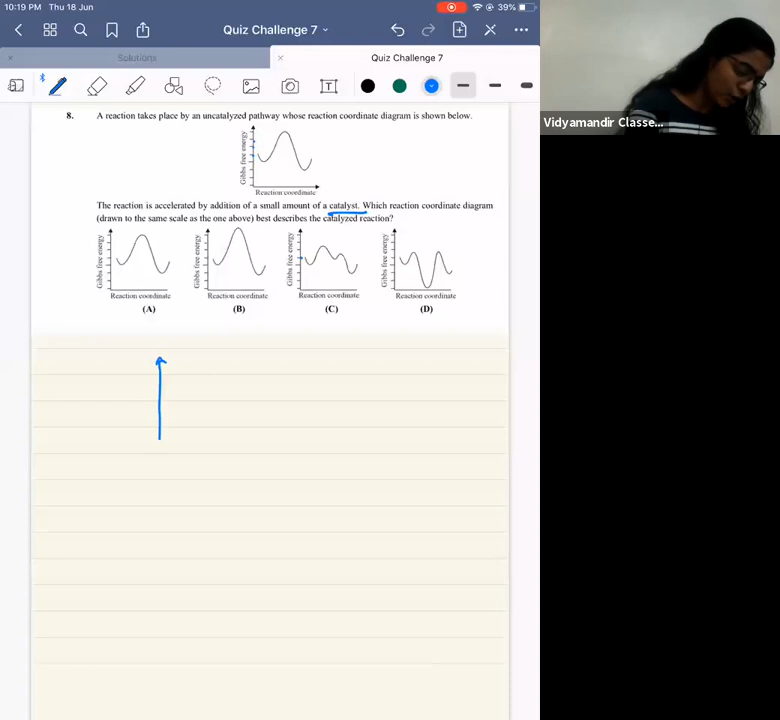 10:19 PM Thu 18 Jun
39%
Quiz Challenge 7
Solutions
Quiz Challenge 7
T
Vidyamandir Classe...
8. A reaction takes place by an uncatalyzed pathway whose reaction coordinate diagram is shown below.
Gibbs free energy
Reaction coordinate
The reaction is accelerated by addition of a small amount of a catalyst. Which reaction coordinate diagram
(drawn to the same scale as the one above) best describes the catalyzed reaction?
Gibbs free energy
Gibbs free energy
Gibbs free energy
Gibbs free energy
Reaction coordinate Reaction coordinate Reaction coordinate Reaction coordinate
(A) (B) (C) (D)